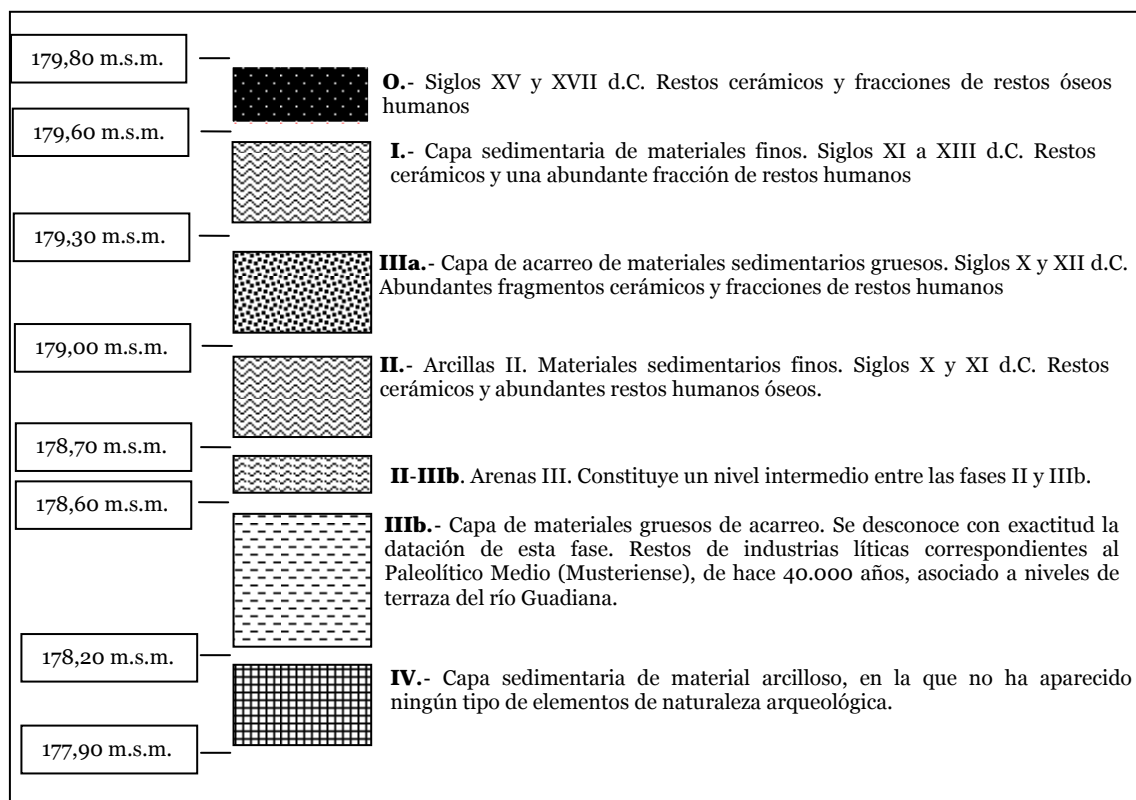 179,80 m.s.m.
O.- Siglos XV y XVII d.C. Restos cerámicos y fracciones de restos óseos
humanos
179,60 m.s.m.
I.- Capa sedimentaria de materiales finos. Siglos XI a XIII d.C. Restos
cerámicos y una abundante fracción de restos humanos
179,30 m.s.m.
IIIa.- Capa de acarreo de materiales sedimentarios gruesos. Siglos X y XII d.C.
Abundantes fragmentos cerámicos y fracciones de restos humanos
179,00 m.s.m.
II.- Arcillas II. Materiales sedimentarios finos. Siglos X y XI d.C. Restos
cerámicos y abundantes restos humanos óseos.
178,70 m.s.m.
II-IIIb. Arenas III. Constituye un nivel intermedio entre las fases II y IIIb.
178,60 m.s.m.
IIIb.- Capa de materiales gruesos de acarreo. Se desconoce con exactitud la
datación de esta fase. Restos de industrias líticas correspondientes al
Paleolítico Medio (Musteriense), de hace 40.000 años, asociado a niveles de
terraza del río Guadiana.
178,20 m.s.m.
IV.- Capa sedimentaria de material arcilloso, en la que no ha aparecido
ningún tipo de elementos de naturaleza arqueológica.
177,90 m.s.m.